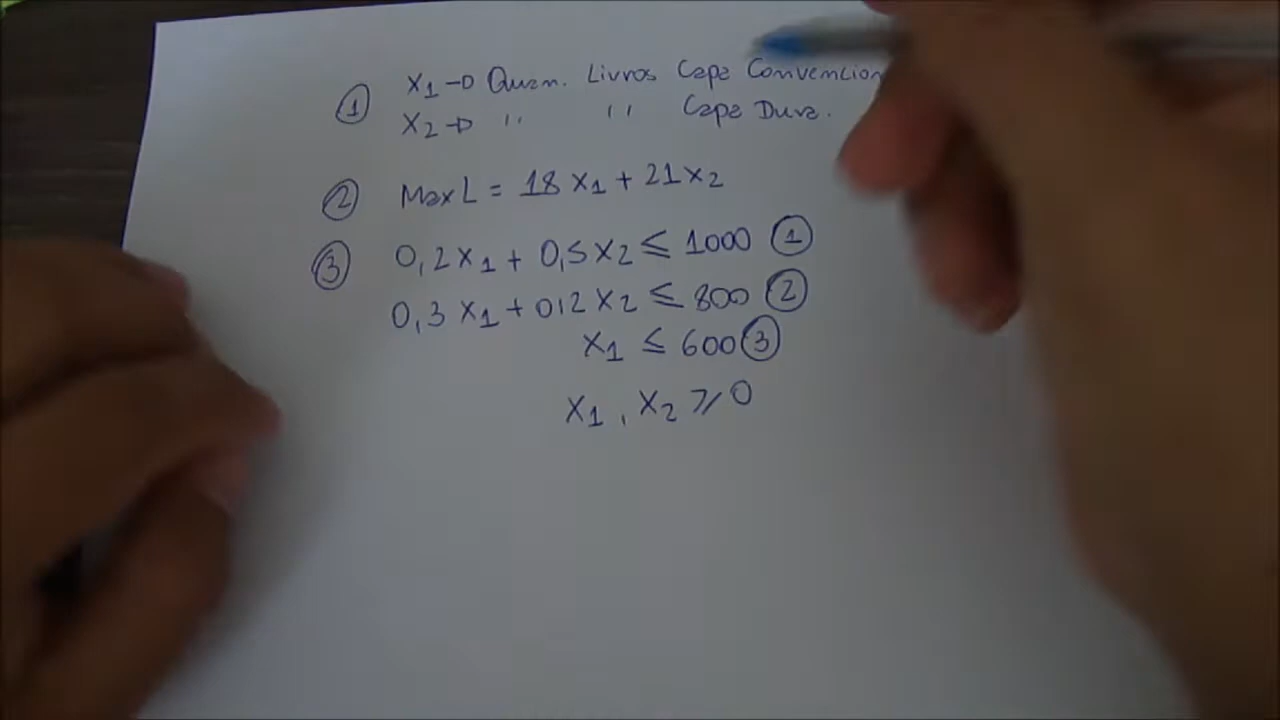 ① X1 → Quan. Livros Capa Convencion
X2 → '' '' Capa Dura.
② Max L = 18 X1 + 21 X2
③ 0,2 X1 + 0,5 X2 ≤ 1000 ①
0,3 X1 + 0,2 X2 ≤ 800 ②
X1 ≤ 600 ③
X1, X2 ≥ 0